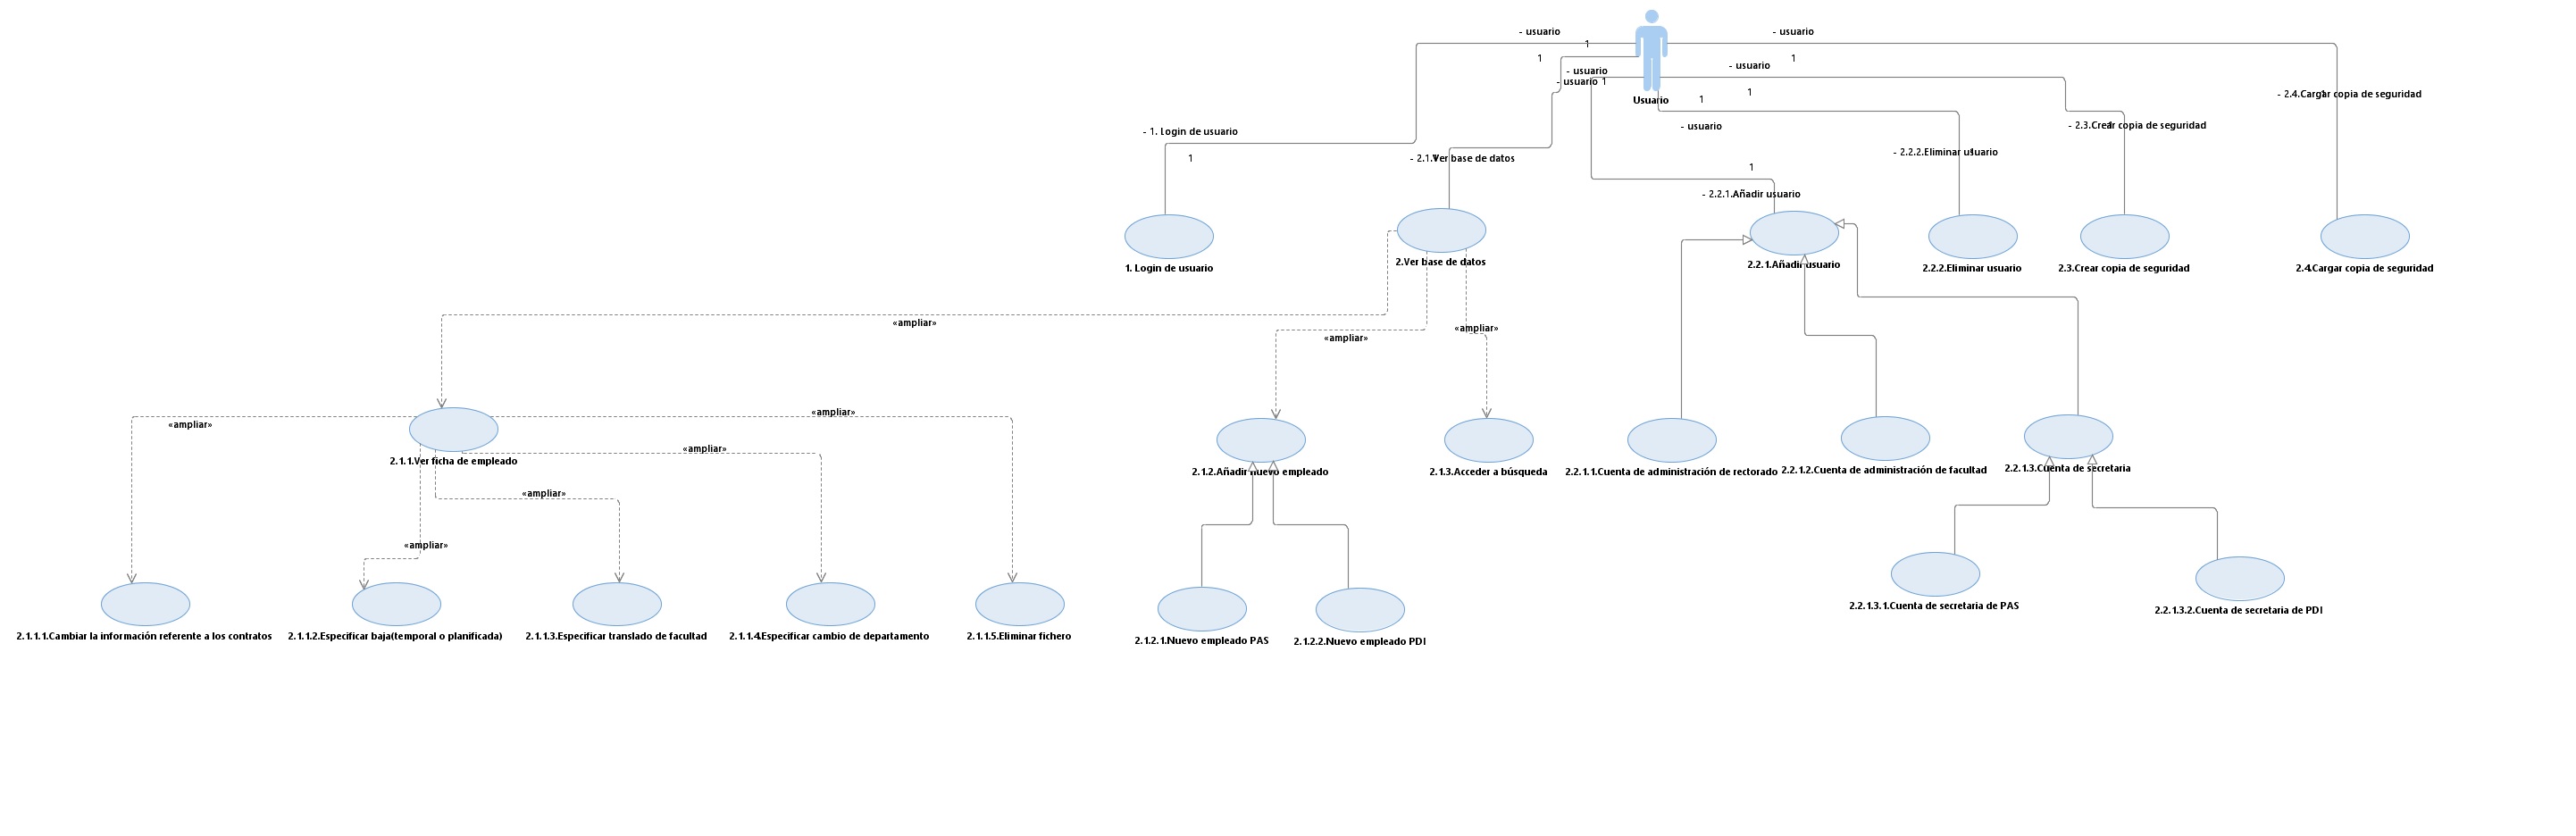 - usuario
- usuario
1
1
1
- usuario
- usuario
- usuario 1
Usuario
1
1
- usuario
- 2.4.Cargar copia de seguridad
- 2.3.Crear copia de seguridad
- 1. Login de usuario
1
- 2.1.Ver base de datos
- 2.2.2.Eliminar usuario
1
- 2.2.1.Añadir usuario
1. Login de usuario
2.Ver base de datos
2.2.1.Añadir usuario
2.2.2.Eliminar usuario
2.3.Crear copia de seguridad
2.4.Cargar copia de seguridad
«ampliar»
«ampliar»
«ampliar»
«ampliar»
«ampliar»
«ampliar»
«ampliar»
«ampliar»
2.1.1.Ver ficha de empleado
2.1.2.Añadir nuevo empleado
2.1.3.Acceder a búsqueda
2.2.1.1.Cuenta de administración de rectorado
2.2.1.2.Cuenta de administración de facultad
2.2.1.3.Cuenta de secretaria
2.1.1.1.Cambiar la información referente a los contratos
2.1.1.2.Especificar baja(temporal o planificada)
2.1.1.3.Especificar translado de facultad
2.1.1.4.Especificar cambio de departamento
2.1.1.5.Eliminar fichero
2.1.2.1.Nuevo empleado PAS
2.1.2.2.Nuevo empleado PDI
2.2.1.3.1.Cuenta de secretaria de PAS
2.2.1.3.2.Cuenta de secretaria de PDI